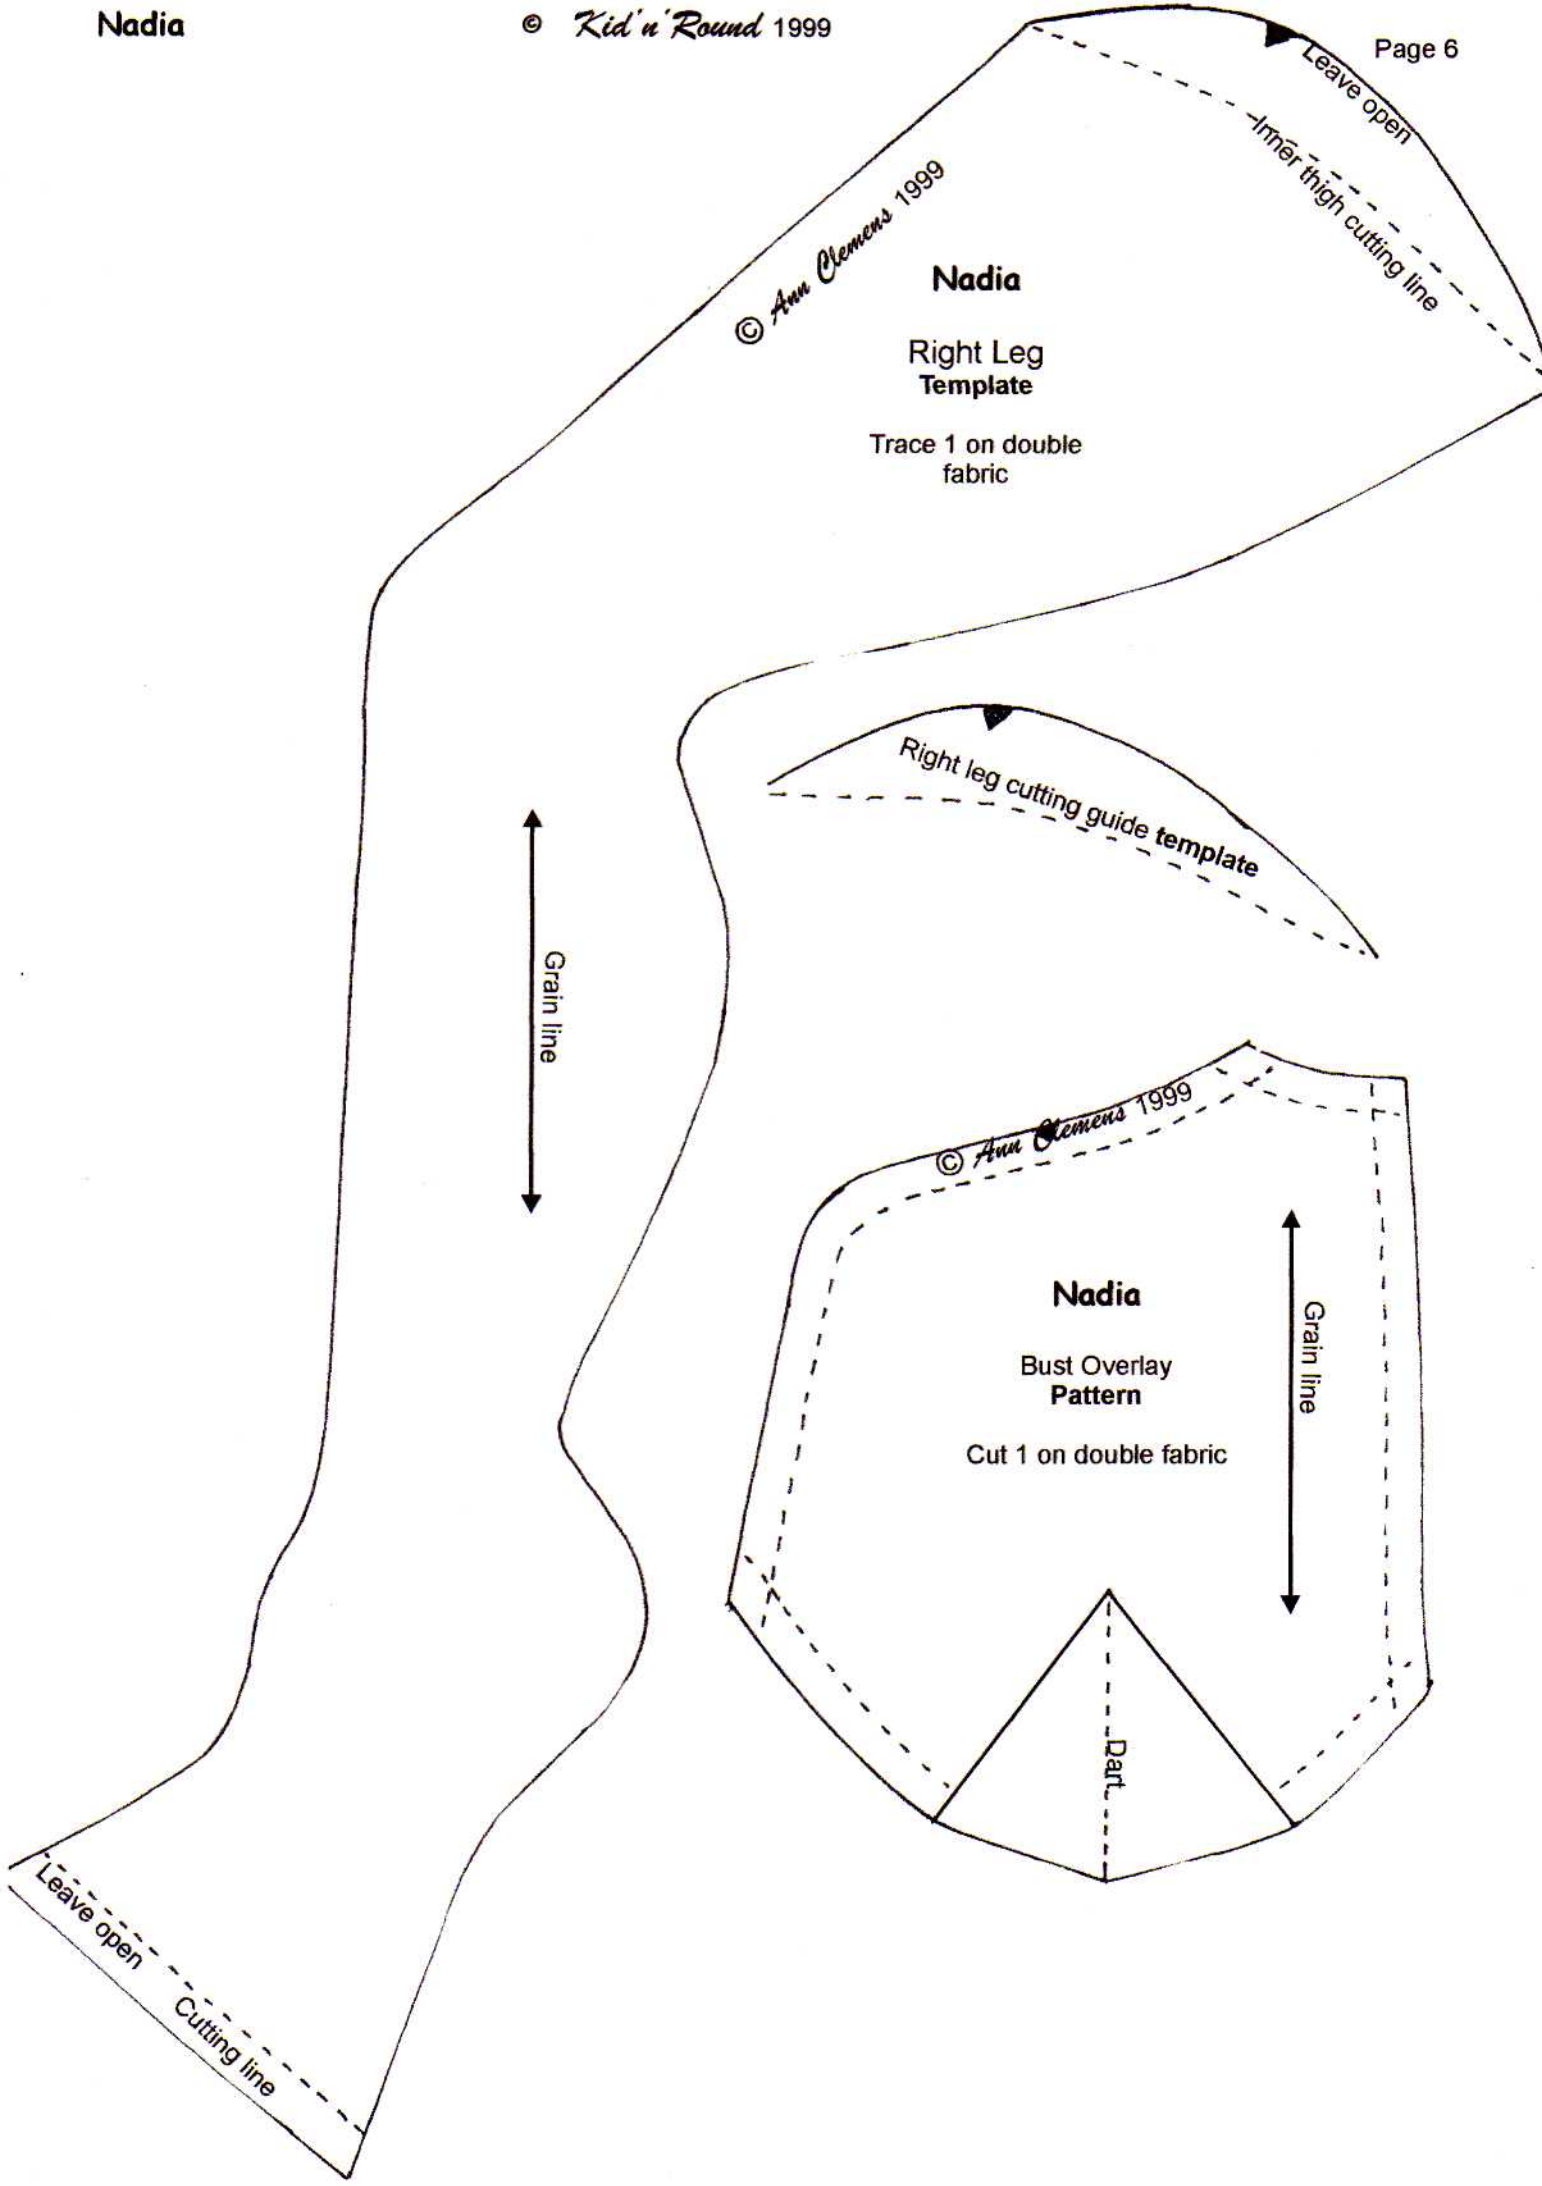 Nadia
© Kid'n'Round 1999
Page 6
Leave open
Inner thigh cutting line
© Ann Clemens 1999
Nadia
Right Leg
Template
Trace 1 on double
fabric
Right leg cutting guide template
Grain line
© Ann Clemens 1999
Nadia
Bust Overlay
Pattern
Cut 1 on double fabric
Grain line
Dart
Leave open
Cutting line